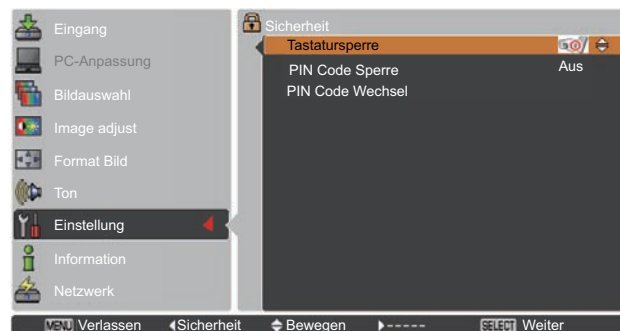 Eingang
PC-Anpassung
Bildauswahl
Image adjust
Format Bild
Ton
Einstellung
Information
Netzwerk
Sicherheit
Tastatursperre
PIN Code Sperre Aus
PIN Code Wechsel
MENU Verlassen Sicherheit Bewegen ----- SELECT Weiter